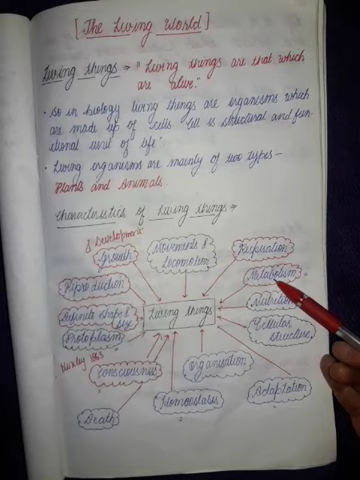 [ The Living World ]
Living things → "Living things are that which
are "alive".
• So in biology living things are organisms which
are made up of "cells. Cell is structural and fun-
ctional unit of life"
• Living organisms are mainly of two types-
Plants and Animals.
Characteristics of Living things →
& Development
Growth
Movements &
Locomotion
Respiration
Metabolism
Reproduction
Nutrition
Definite shape &
size
Living things
Cellular
structure
Protoplasm
Huxley 1863
Consciousness
Organisation
Adaptation
Homeostasis
Death